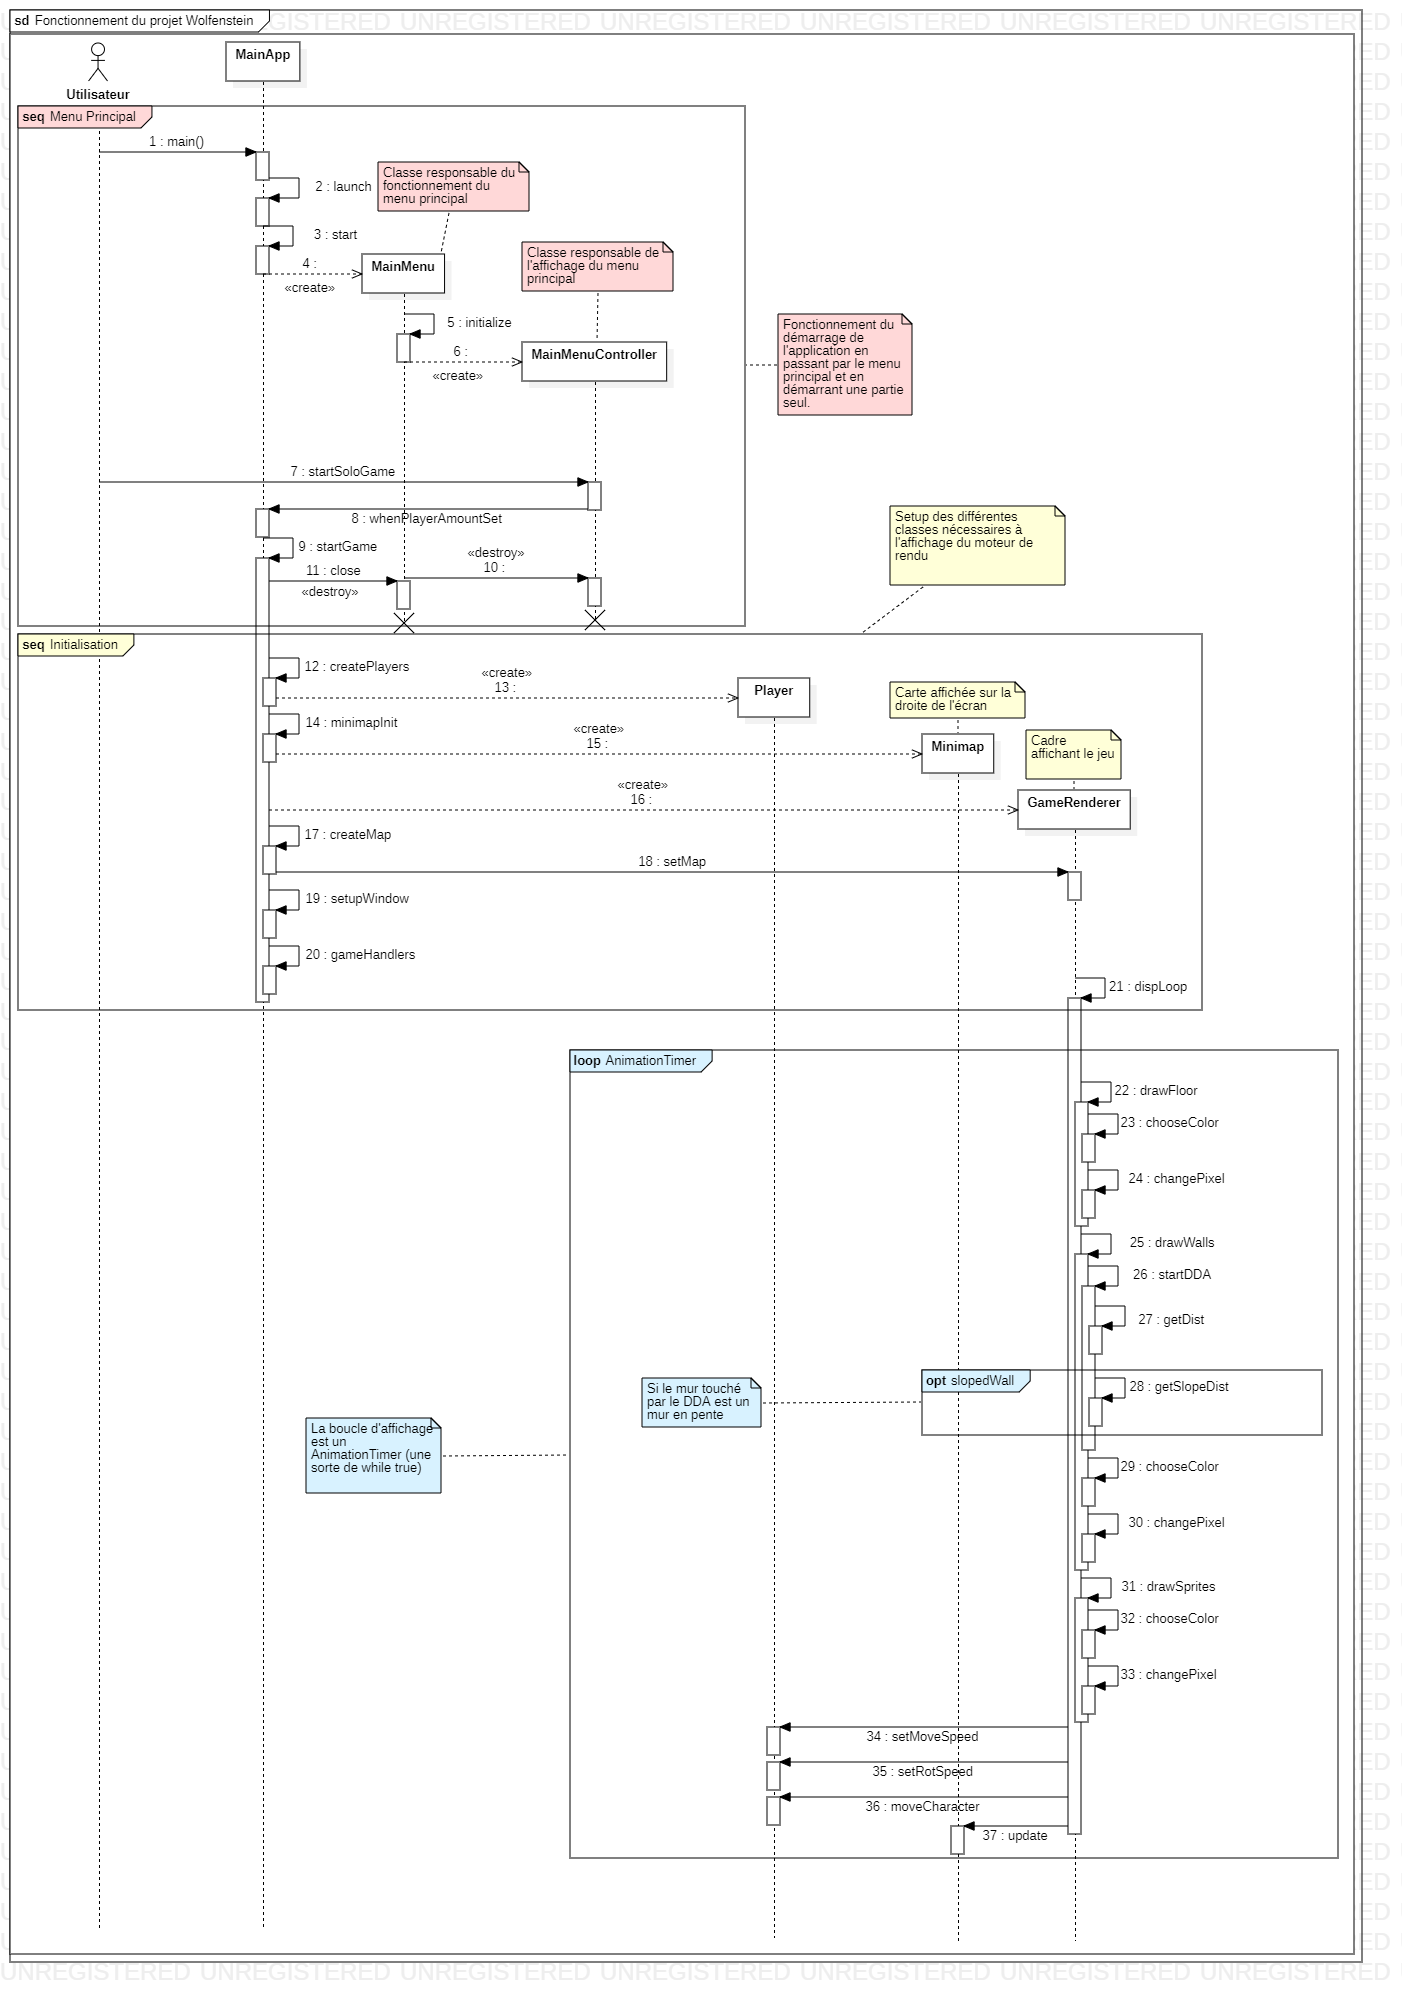 sd Fonctionnement du projet Wolfenstein
UNREGISTERED UNREGISTERED UNREGISTERED UNREGISTERED UNREGISTERED UNREGISTERED
MainApp
Utilisateur
seq Menu Principal
1 : main()
Classe responsable du
fonctionnement du
menu principal
2 : launch
3 : start
4 :
«create»
MainMenu
Classe responsable de
l'affichage du menu
principal
5 : initialize
6 :
«create»
MainMenuController
Fonctionnement du
démarrage de
l'application en
passant par le menu
principal et en
démarrant une partie
seul.
7 : startSoloGame
8 : whenPlayerAmountSet
9 : startGame
«destroy»
10 :
11 : close
«destroy»
Setup des différentes
classes nécessaires à
l'affichage du moteur de
rendu
seq Initialisation
12 : createPlayers
«create»
13 :
Player
Carte affichée sur la
droite de l'écran
14 : minimapInit
«create»
15 :
Minimap
Cadre
affichant le jeu
«create»
16 :
GameRenderer
17 : createMap
18 : setMap
19 : setupWindow
20 : gameHandlers
21 : dispLoop
loop AnimationTimer
22 : drawFloor
23 : chooseColor
24 : changePixel
25 : drawWalls
26 : startDDA
27 : getDist
opt slopedWall
28 : getSlopeDist
Si le mur touché
par le DDA est un
mur en pente
La boucle d'affichage
est un
AnimationTimer (une
sorte de while true)
29 : chooseColor
30 : changePixel
31 : drawSprites
32 : chooseColor
33 : changePixel
34 : setMoveSpeed
35 : setRotSpeed
36 : moveCharacter
37 : update
UNREGISTERED UNREGISTERED UNREGISTERED UNREGISTERED UNREGISTERED UNREGISTERED UNREGISTERED